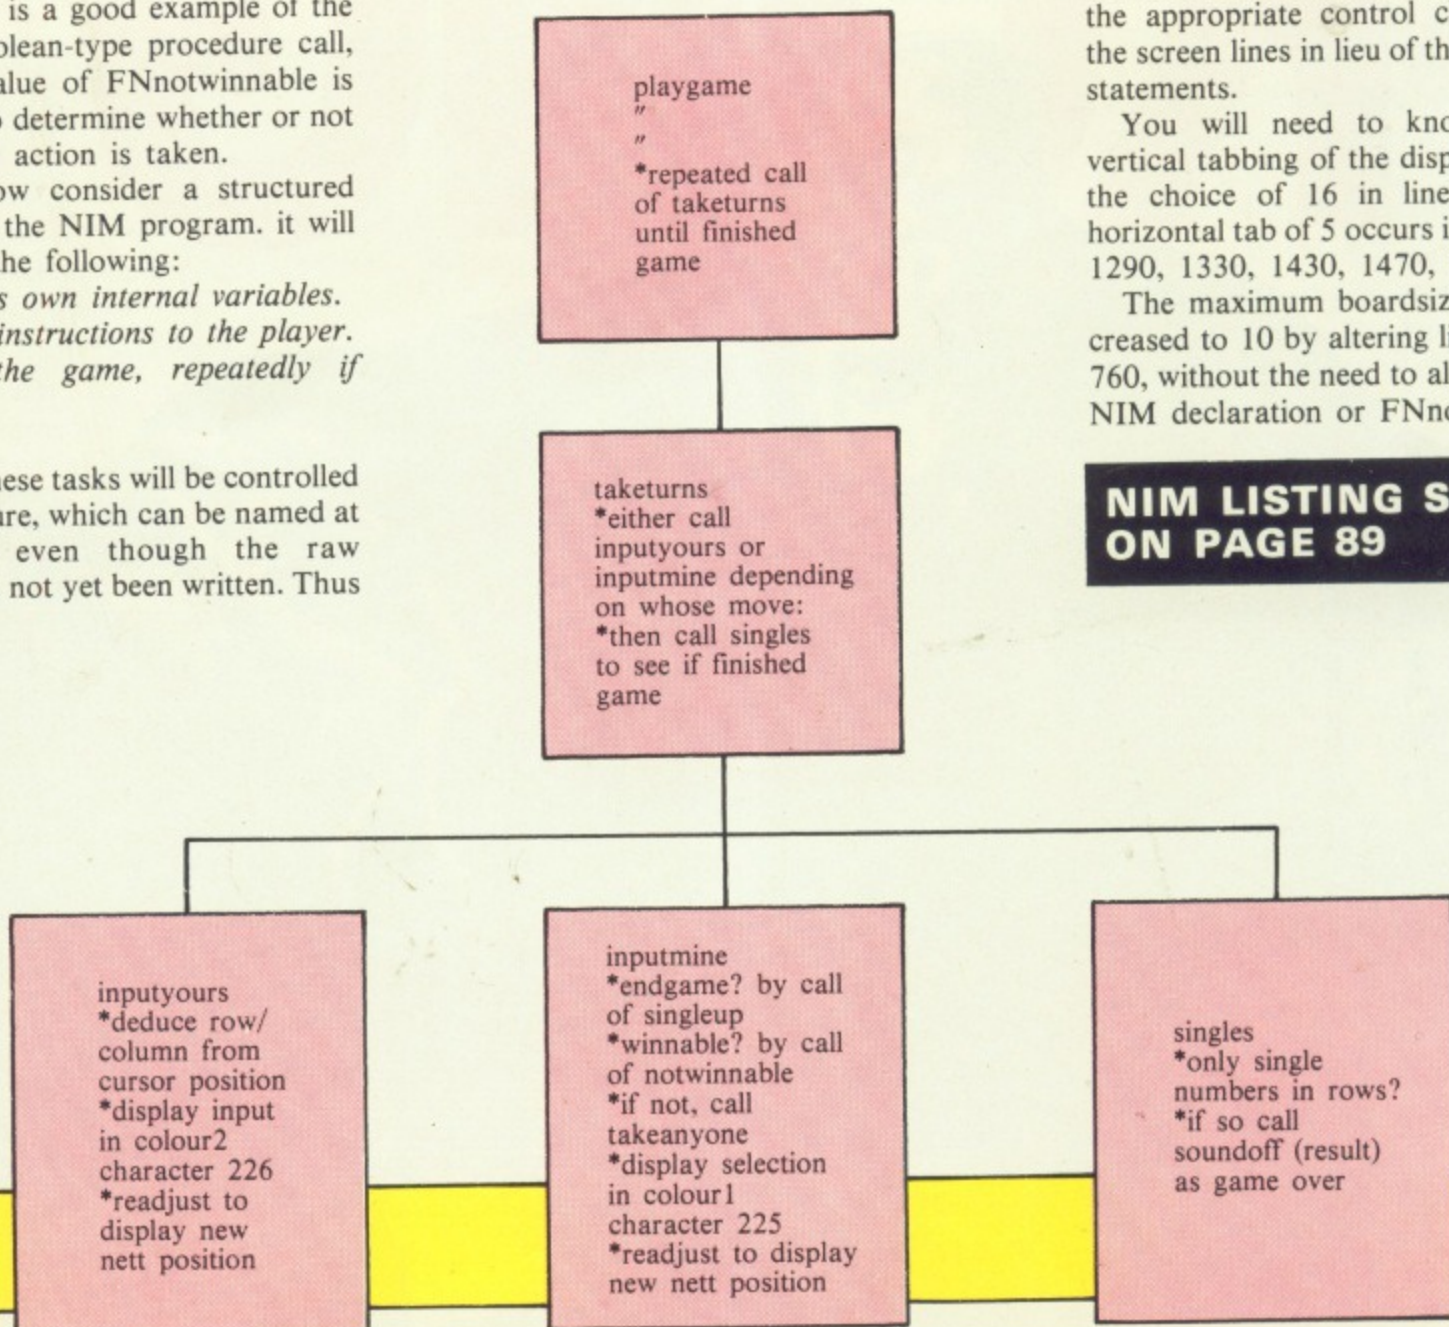 is a good example of the
olean-type procedure call,
alue of FNnotwinnable is
o determine whether or not
action is taken.
ow consider a structured
the NIM program. it will
he following:
s own internal variables.
instructions to the player.
the game, repeatedly if
hese tasks will be controlled
ure, which can be named at
even though the raw
not yet been written. Thus
playgame
"
"
*repeated call
of taketurns
until finished
game
taketurns
*either call
inputyours or
inputmine depending
on whose move:
*then call singles
to see if finished
game
inputyours
*deduce row/
column from
cursor position
*display input
in colour2
character 226
*readjust to
display new
nett position
inputmine
*endgame? by call
of singleup
*winnable? by call
of notwinnable
*if not, call
takeanyone
*display selection
in colour1
character 225
*readjust to display
new nett position
singles
*only single
numbers in rows?
*if so call
soundoff (result)
as game over
the appropriate control c
the screen lines in lieu of th
statements.
You will need to kno
vertical tabbing of the disp
the choice of 16 in line
horizontal tab of 5 occurs i
1290, 1330, 1430, 1470,
The maximum boardsiz
creased to 10 by altering li
760, without the need to al
NIM declaration or FNno
NIM LISTING S
ON PAGE 89